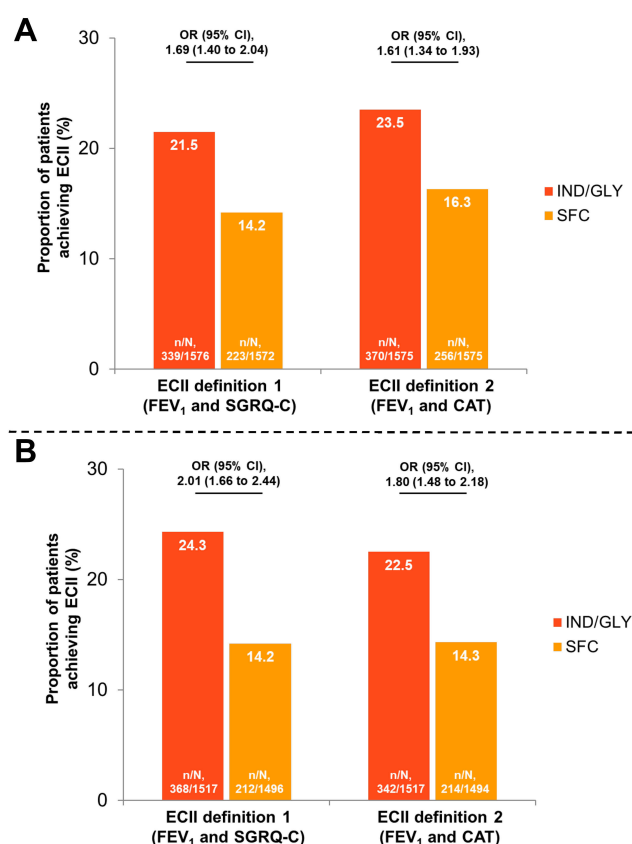 A
OR (95% CI),
1.69 (1.40 to 2.04)
OR (95% CI),
1.61 (1.34 to 1.93)
30
20
10
0
Proportion of patients
achieving ECII (%)
21.5
14.2
23.5
16.3
n/N,
339/1576
n/N,
223/1572
n/N,
370/1575
n/N,
256/1575
IND/GLY
SFC
ECII definition 1
(FEV₁ and SGRQ-C)
ECII definition 2
(FEV₁ and CAT)
B
OR (95% CI),
2.01 (1.66 to 2.44)
OR (95% CI),
1.80 (1.48 to 2.18)
30
20
10
0
Proportion of patients
achieving ECII (%)
24.3
14.2
22.5
14.3
n/N,
368/1517
n/N,
212/1496
n/N,
342/1517
n/N,
214/1494
IND/GLY
SFC
ECII definition 1
(FEV₁ and SGRQ-C)
ECII definition 2
(FEV₁ and CAT)